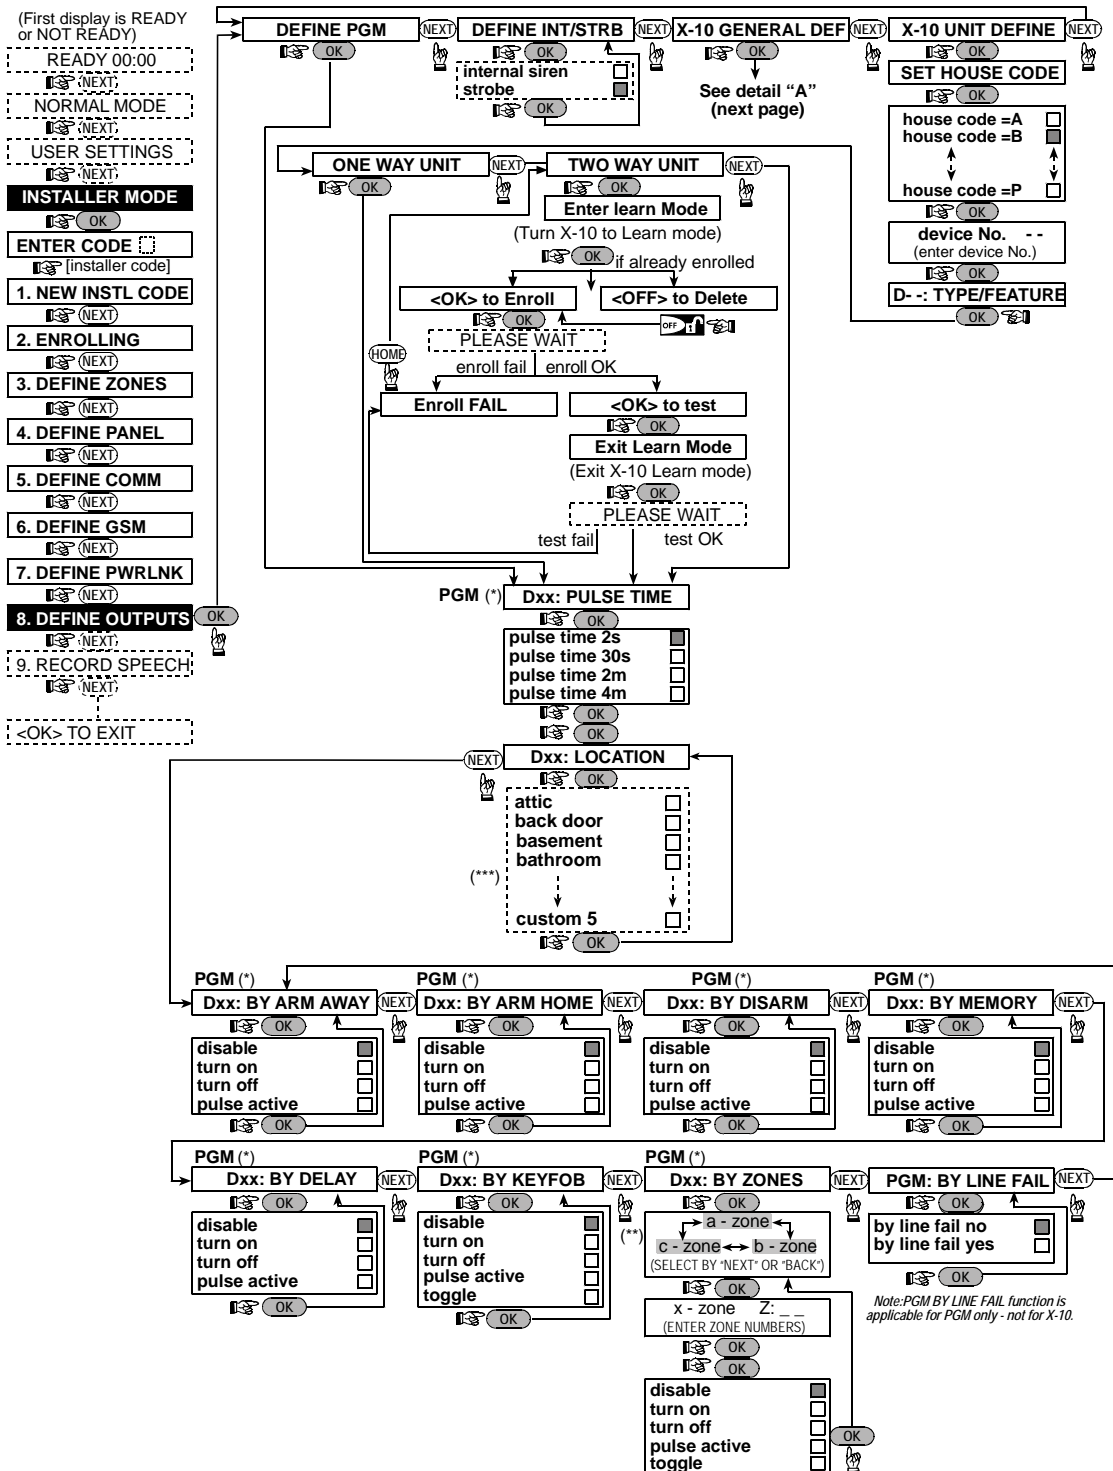 (First display is READY
or NOT READY)
READY 00:00
NEXT
NORMAL MODE
NEXT
USER SETTINGS
NEXT
INSTALLER MODE
OK
ENTER CODE
[installer code]
1. NEW INSTL CODE
NEXT
2. ENROLLING
NEXT
3. DEFINE ZONES
NEXT
4. DEFINE PANEL
NEXT
5. DEFINE COMM
NEXT
6. DEFINE GSM
NEXT
7. DEFINE PWRLNK
NEXT
8. DEFINE OUTPUTS
OK
NEXT
9. RECORD SPEECH
NEXT
<OK> TO EXIT
DEFINE PGM
NEXT
OK
DEFINE INT/STRB
NEXT
OK
internal siren
strobe
OK
X-10 GENERAL DEF
NEXT
OK
See detail “A”
(next page)
X-10 UNIT DEFINE
NEXT
OK
SET HOUSE CODE
OK
house code =A
house code =B
house code =P
OK
device No. - -
(enter device No.)
OK
D- -: TYPE/FEATURE
OK
ONE WAY UNIT
NEXT
OK
TWO WAY UNIT
NEXT
OK
Enter learn Mode
(Turn X-10 to Learn mode)
OK
if already enrolled
<OK> to Enroll
<OFF> to Delete
OK
OFF
PLEASE WAIT
HOME
enroll fail
enroll OK
Enroll FAIL
<OK> to test
OK
Exit Learn Mode
(Exit X-10 Learn mode)
OK
PLEASE WAIT
test fail
test OK
PGM (*)
Dxx: PULSE TIME
OK
pulse time 2s
pulse time 30s
pulse time 2m
pulse time 4m
OK
OK
NEXT
Dxx: LOCATION
OK
attic
back door
basement
bathroom
(***)
custom 5
OK
PGM (*)
Dxx: BY ARM AWAY
NEXT
OK
disable
turn on
turn off
pulse active
OK
PGM (*)
Dxx: BY ARM HOME
NEXT
OK
disable
turn on
turn off
pulse active
OK
PGM (*)
Dxx: BY DISARM
NEXT
OK
disable
turn on
turn off
pulse active
OK
PGM (*)
Dxx: BY MEMORY
NEXT
OK
disable
turn on
turn off
pulse active
OK
PGM (*)
Dxx: BY DELAY
NEXT
OK
disable
turn on
turn off
pulse active
OK
PGM (*)
Dxx: BY KEYFOB
NEXT
OK
disable
turn on
turn off
pulse active
toggle
OK
PGM (*)
Dxx: BY ZONES
NEXT
OK
(**)
a - zone
c - zone
b - zone
(SELECT BY "NEXT" OR "BACK")
OK
x - zone Z: _ _
(ENTER ZONE NUMBERS)
OK
OK
disable
turn on
turn off
pulse active
toggle
OK
PGM: BY LINE FAIL
NEXT
OK
by line fail no
by line fail yes
OK
Note:PGM BY LINE FAIL function is
applicable for PGM only - not for X-10.